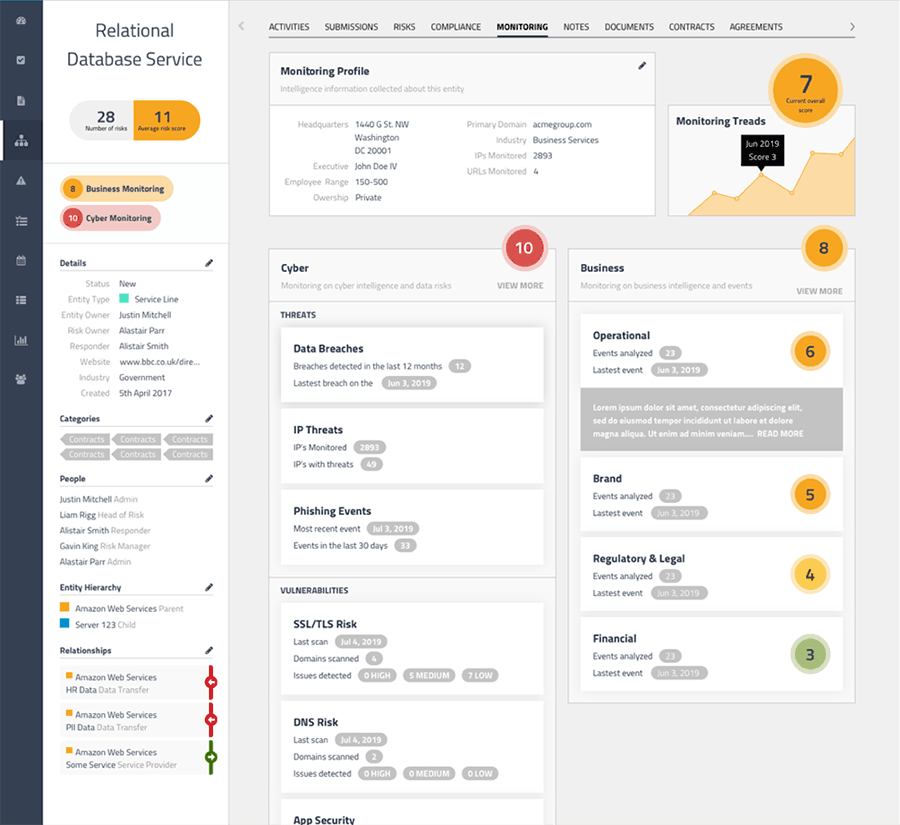 Relational
Database Service
28
Number of risks
11
Average risk score
8 Business Monitoring
10 Cyber Monitoring
Details
Status New
Entity Type Service Line
Entity Owner Justin Mitchell
Risk Owner Alastair Parr
Responder Alistair Smith
Website www.bbc.co.uk/dire...
Industry Government
Created 5th April 2017
Categories
Contracts Contracts Contracts
Contracts Contracts Contracts
People
Justin Mitchell Admin
Liam Rigg Head of Risk
Alistair Smith Responder
Gavin King Risk Manager
Alastair Parr Admin
Entity Hierarchy
Amazon Web Services Parent
Server 123 Child
Relationships
Amazon Web Services
HR Data Data Transfer
Amazon Web Services
PII Data Data Transfer
Amazon Web Services
Some Service Service Provider
ACTIVITIES SUBMISSIONS RISKS COMPLIANCE MONITORING NOTES DOCUMENTS CONTRACTS AGREEMENTS
Monitoring Profile
Intelligence information collected about this entity
Headquarters 1440 G St. NW
Washington
DC 20001
Executive John Doe IV
Employee Range 150-500
Owership Private
Primary Domain acmegroup.com
Industry Business Services
IPs Monitored 2893
URLs Monitored 4
7
Current overall
score
Monitoring Treads
Jun 2019
Score 3
10
Cyber
Monitoring on cyber intelligence and data risks
VIEW MORE
THREATS
Data Breaches
Breaches detected in the last 12 months 12
Lastest breach on the Jun 3, 2019
IP Threats
IP's Monitored 2893
IP's with threats 49
Phishing Events
Most recent event Jul 3, 2019
Events in the last 30 days 33
VULNERABILITIES
SSL/TLS Risk
Last scan Jul 4, 2019
Domains scanned 4
Issues detected 0 HIGH 5 MEDIUM 7 LOW
DNS Risk
Last scan Jul 4, 2019
Domains scanned 2
Issues detected 0 HIGH 0 MEDIUM 0 LOW
App Security
8
Business
Monitoring on business intelligence and events
VIEW MORE
Operational
Events analyzed 23
Lastest event Jun 3, 2019
6
Lorem ipsum dolor sit amet, consectetur adipiscing elit,
sed do eiusmod tempor incididunt ut labore et dolore
magna aliqua. Ut enim ad minim veniam.... READ MORE
Brand
Events analyzed 23
Lastest event Jun 3, 2019
5
Regulatory & Legal
Events analyzed 23
Lastest event Jun 3, 2019
4
Financial
Events analyzed 23
Lastest event Jun 3, 2019
3